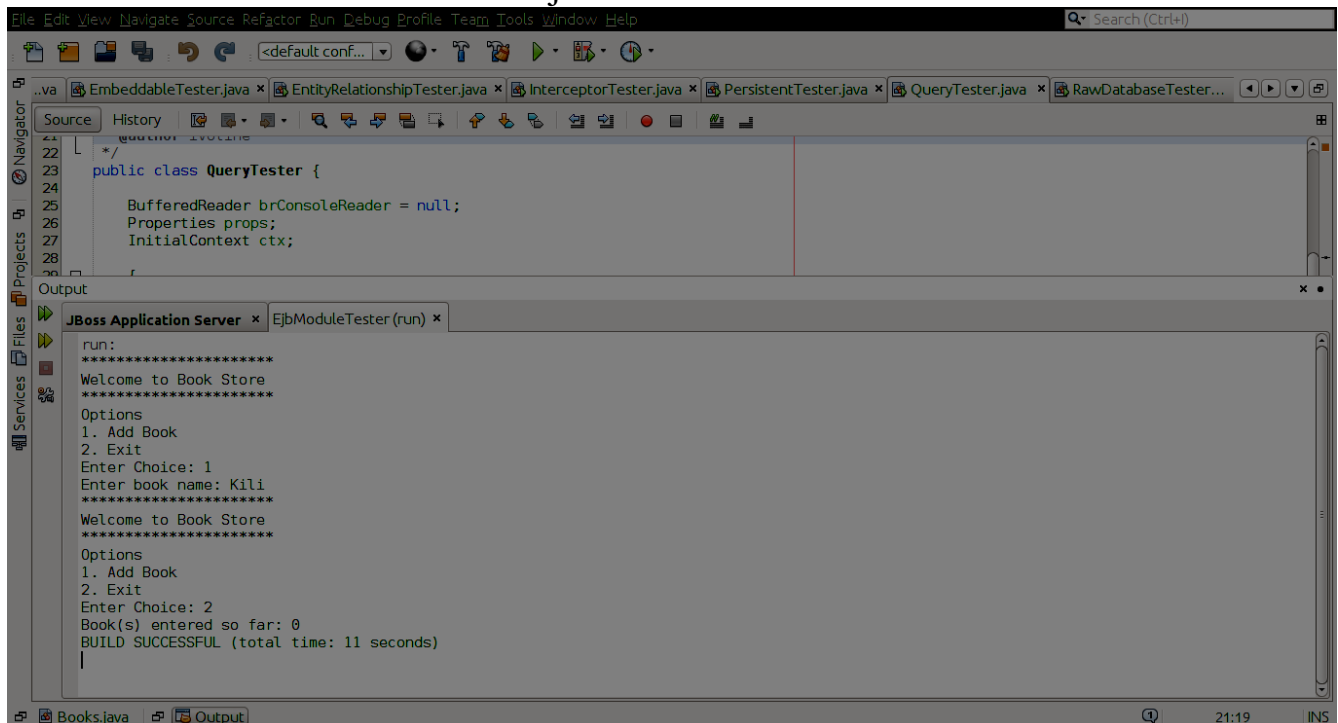 File Edit View Navigate Source Refactor Run Debug Profile Team Tools Window Help
Search (Ctrl+I)
<default conf...
..va EmbeddableTester.java EntityRelationshipTester.java InterceptorTester.java PersistentTester.java QueryTester.java RawDatabaseTester...
Source History
Navigator
Projects
Files
Services
21 @author
22 */
23 public class QueryTester {
24
25 BufferedReader brConsoleReader = null;
26 Properties props;
27 InitialContext ctx;
28
29 {
Output
JBoss Application Server EjbModuleTester (run)
run:
**********************
Welcome to Book Store
**********************
Options
1. Add Book
2. Exit
Enter Choice: 1
Enter book name: Kili
**********************
Welcome to Book Store
**********************
Options
1. Add Book
2. Exit
Enter Choice: 2
Book(s) entered so far: 0
BUILD SUCCESSFUL (total time: 11 seconds)
Books.java Output
1 21:19 INS